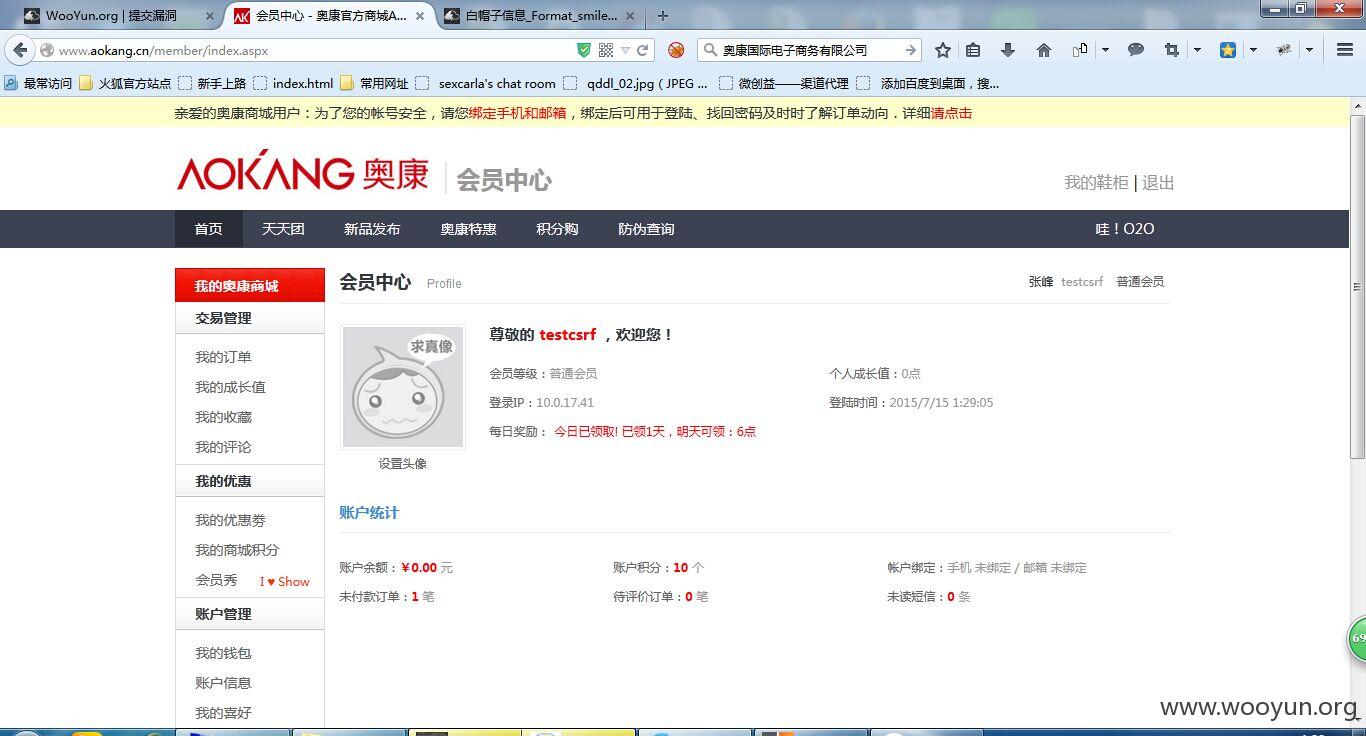 WooYun.org | 提交漏洞
会员中心 - 奥康官方商城A...
白帽子信息_Format_smile...
www.aokang.cn/member/index.aspx
奥康国际电子商务有限公司
最常访问 火狐官方站点 新手上路 index.html 常用网址 sexcarla's chat room qddl_02.jpg ( JPEG ... 微创益——渠道代理 添加百度到桌面，搜...
亲爱的奥康商城用户：为了您的帐号安全，请您绑定手机和邮箱，绑定后可用于登陆、找回密码及时时了解订单动向．详细请点击
AOKANG 奥康 会员中心
我的鞋柜 | 退出
首页 天天团 新品发布 奥康特惠 积分购 防伪查询 哇！O2O
我的奥康商城
交易管理
我的订单
我的成长值
我的收藏
我的评论
我的优惠
我的优惠劵
我的商城积分
会员秀 I ♥ Show
账户管理
我的钱包
账户信息
我的喜好
会员中心 Profile
张峰 testcsrf 普通会员
求真像
设置头像
尊敬的 testcsrf ，欢迎您！
会员等级：普通会员 个人成长值：0点
登录IP：10.0.17.41 登陆时间：2015/7/15 1:29:05
每日奖励： 今日已领取! 已领1天，明天可领：6点
账户统计
账户余额：¥0.00 元 账户积分：10 个 帐户绑定：手机 未绑定 / 邮箱 未绑定
未付款订单：1 笔 待评价订单：0 笔 未读短信：0 条
69
www.wooyun.org